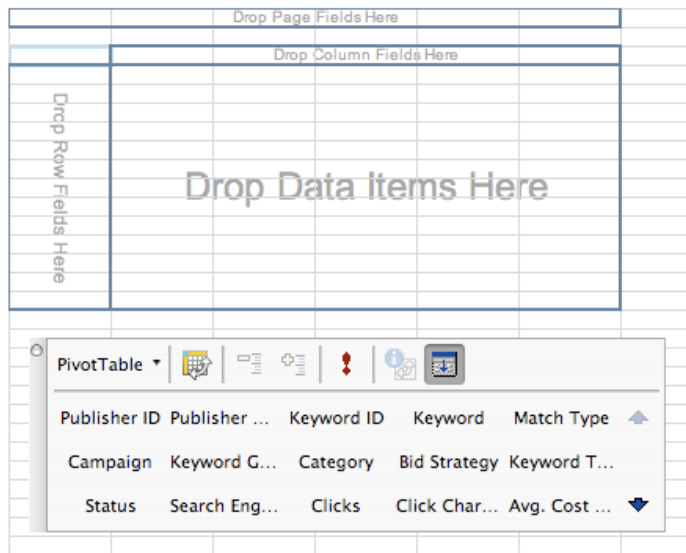 Drop Page Fields Here
Drop Column Fields Here
Drop Row Fields Here
Drop Data Items Here
PivotTable
Publisher ID Publisher ... Keyword ID Keyword Match Type
Campaign Keyword G... Category Bid Strategy Keyword T...
Status Search Eng... Clicks Click Char... Avg. Cost ...